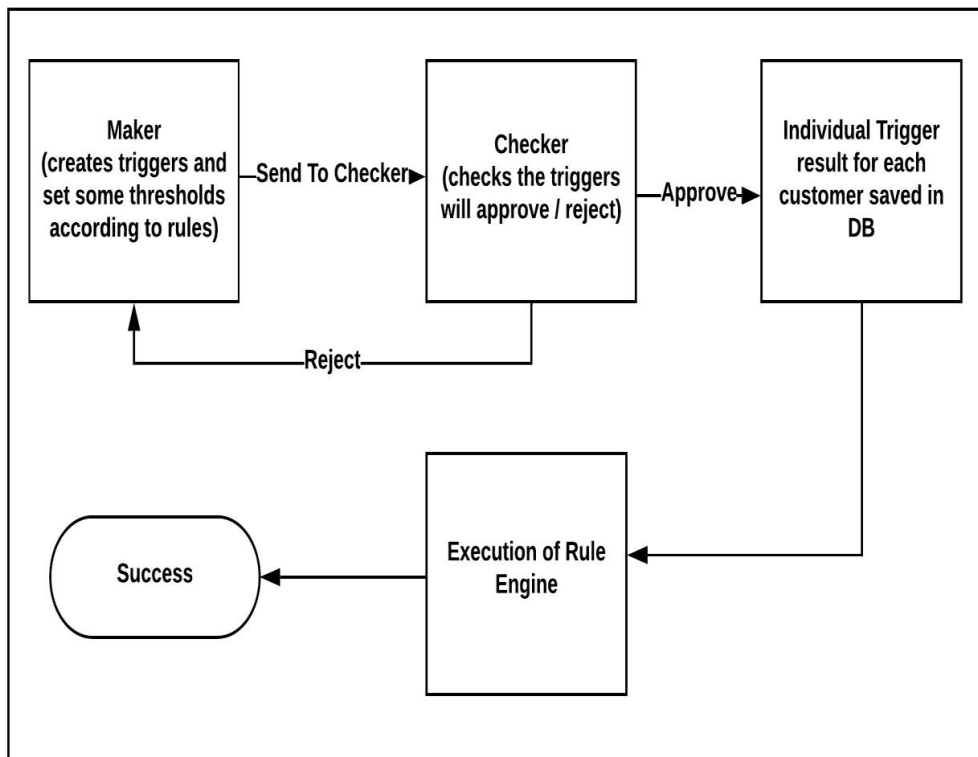 Maker
(creates triggers and
set some thresholds
according to rules)
Send To Checker
Checker
(checks the triggers
will approve / reject)
Approve
Individual Trigger
result for each
customer saved in
DB
Reject
Execution of Rule
Engine
Success